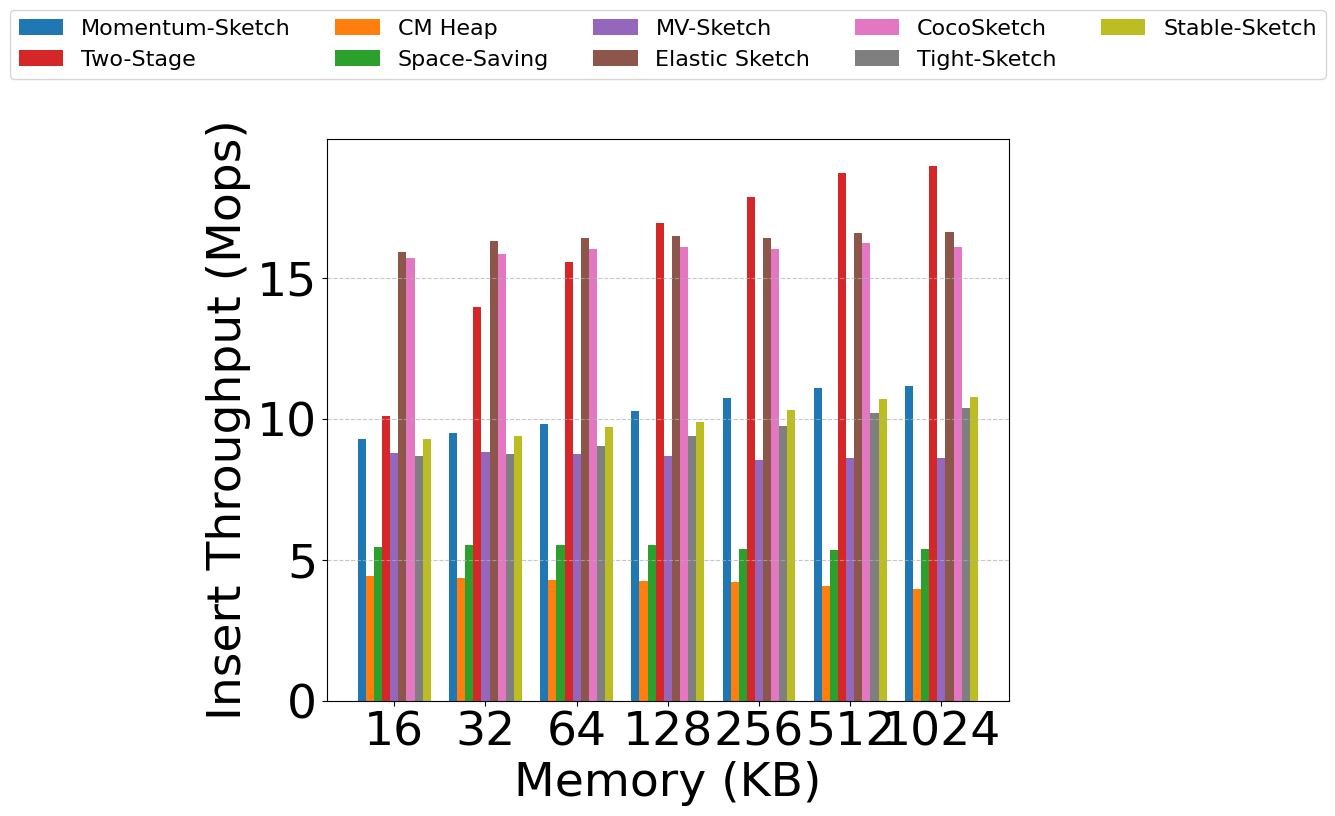 Momentum-Sketch CM Heap MV-Sketch CocoSketch Stable-Sketch
Two-Stage Space-Saving Elastic Sketch Tight-Sketch
Insert Throughput (Mops)
15
10
5
0
16 32 64 128 256 512 1024
Memory (KB)